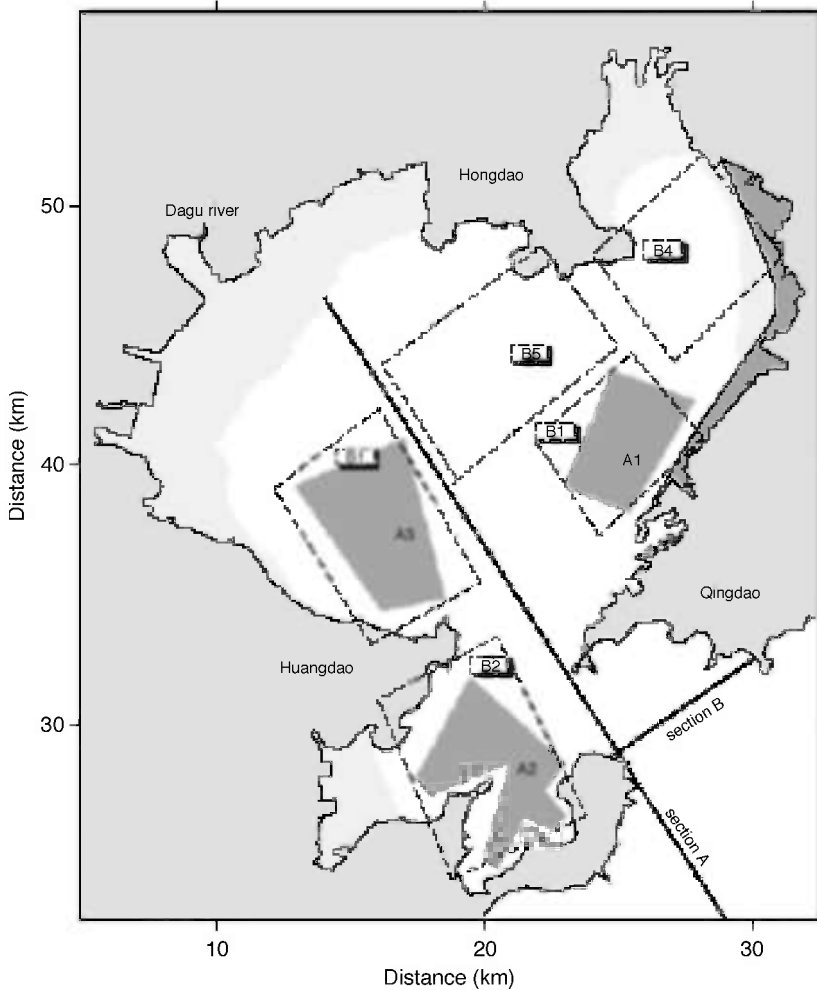 Hongdao
50
Dagu river
B4
B5
B1
A1
40
A3
Distance (km)
Qingdao
Huangdao
B2
30
section B
A2
section A
10
20
30
Distance (km)